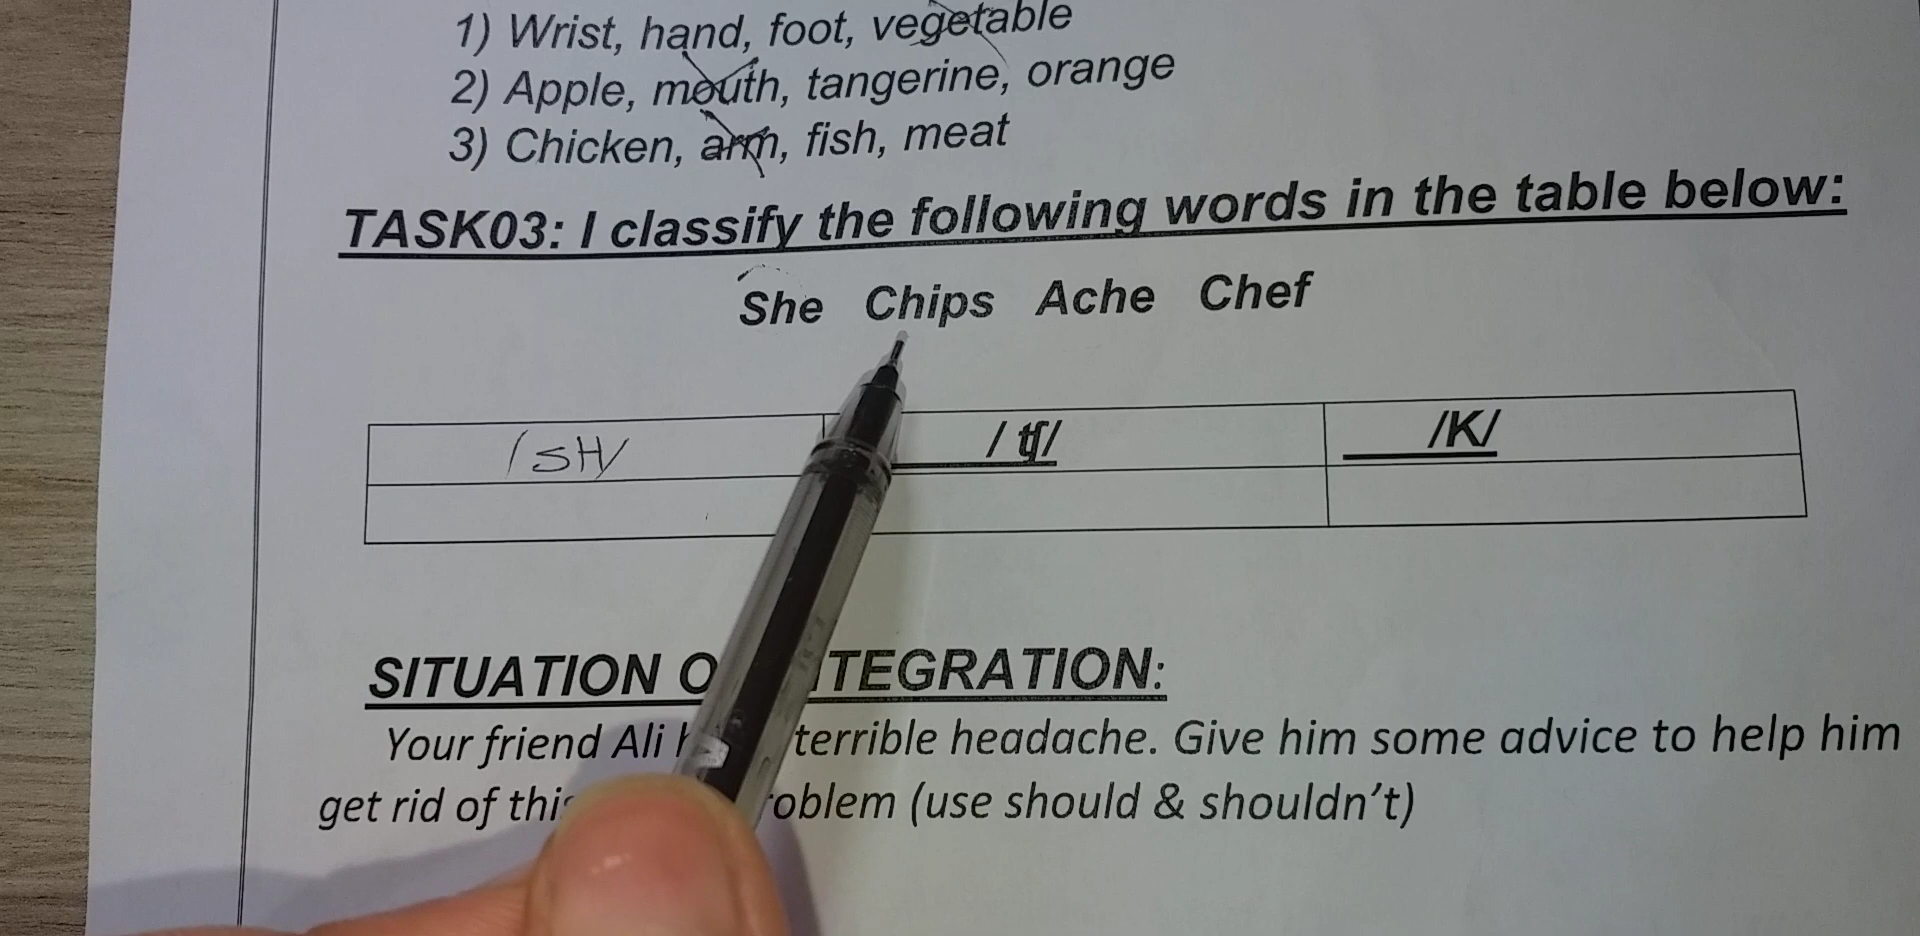 1) Wrist, hand, foot, vegetable
2) Apple, mouth, tangerine, orange
3) Chicken, arm, fish, meat
TASK03: I classify the following words in the table below:
She Chips Ache Chef
/SH/ / tʃ/ /K/
SITUATION TEGRATION:
Your friend Ali terrible headache. Give him some advice to help him
get rid of (use should & shouldn't)